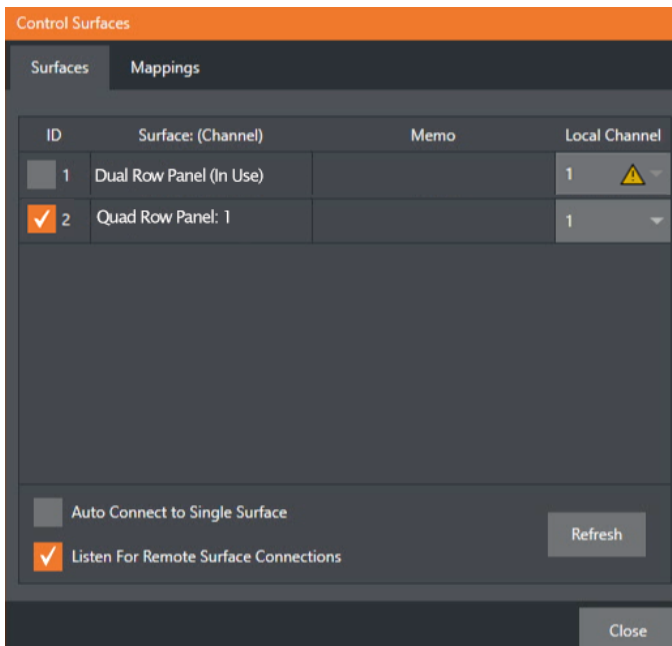 Control Surfaces
Surfaces Mappings
ID Surface: (Channel) Memo Local Channel
1 Dual Row Panel (In Use) 1
2 Quad Row Panel: 1 1
Auto Connect to Single Surface
Refresh
Listen For Remote Surface Connections
Close